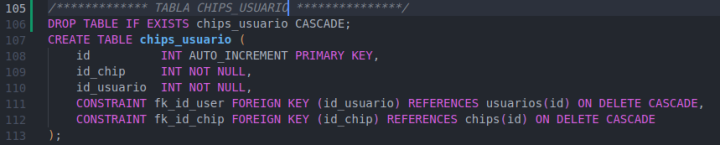 105 /************* TABLA CHIPS_USUARIO ***************/
106 DROP TABLE IF EXISTS chips_usuario CASCADE;
107 CREATE TABLE chips_usuario (
108 id INT AUTO_INCREMENT PRIMARY KEY,
109 id_chip INT NOT NULL,
110 id_usuario INT NOT NULL,
111 CONSTRAINT fk_id_user FOREIGN KEY (id_usuario) REFERENCES usuarios(id) ON DELETE CASCADE,
112 CONSTRAINT fk_id_chip FOREIGN KEY (id_chip) REFERENCES chips(id) ON DELETE CASCADE
113 );